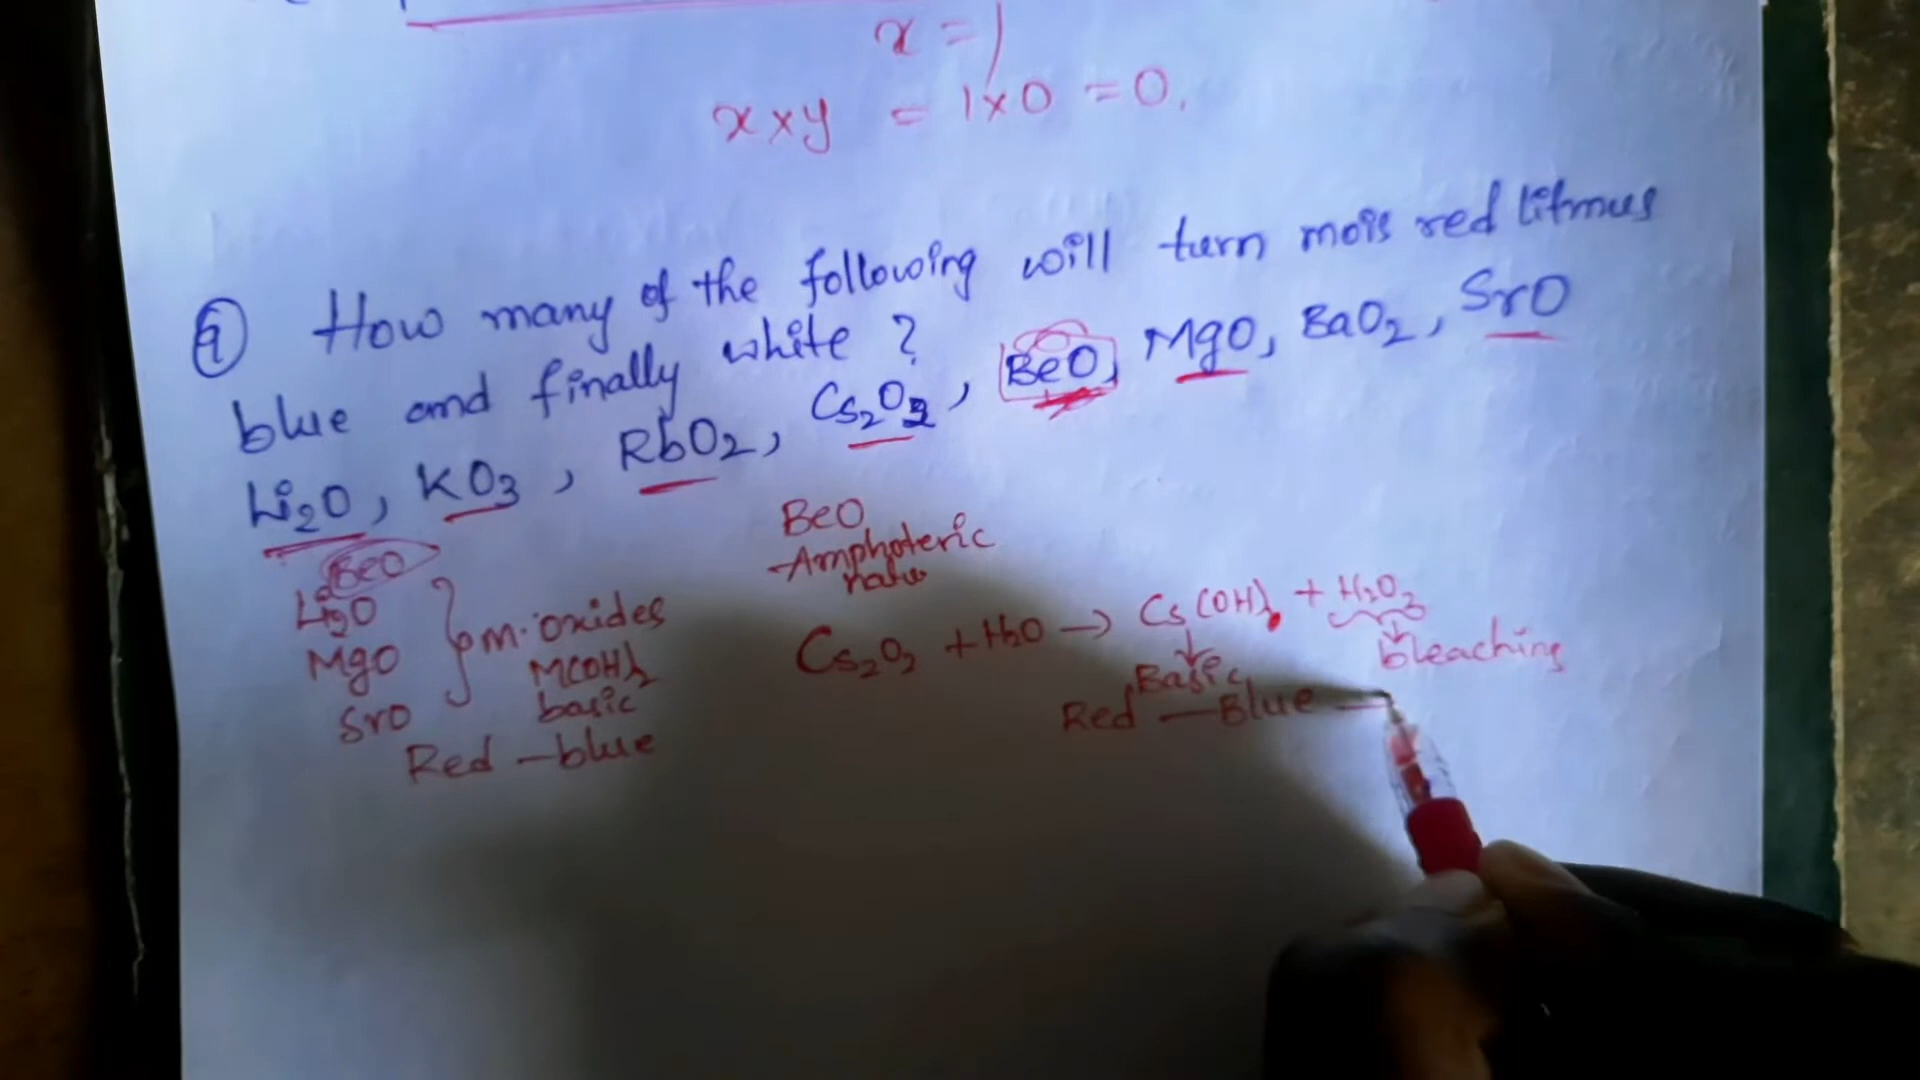 x = 1
x × y = 1 × 0 = 0.
Q How many of the following will turn mois red litmus
blue and finally white ?
Li₂O, KO₃, RbO₂, Cs₂O₂, BeO, MgO, BaO₂, SrO
BeO
Li₂O
MgO
SrO
M. oxides
M(OH)₂
basic
Red - blue
BeO
Amphoteric
Cs₂O₂ + H₂O → Cs(OH) + H₂O₂
Basic
bleaching
Red - Blue -